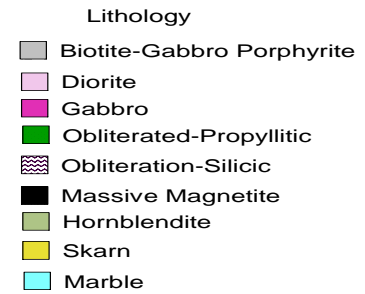 Lithology
Biotite-Gabbro Porphyrite
Diorite
Gabbro
Obliterated-Propyllitic
Obliteration-Silicic
Massive Magnetite
Hornblendite
Skarn
Marble